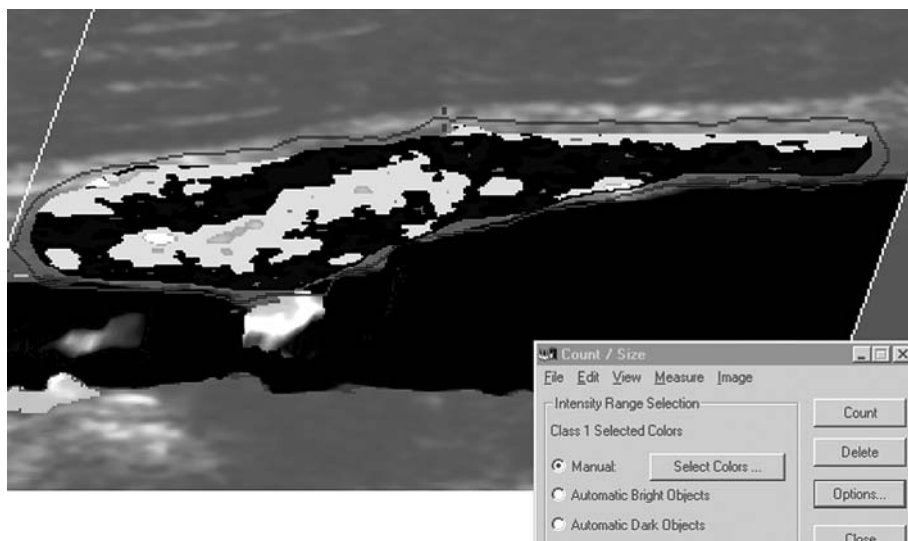 Count / Size
File Edit View Measure Image
Intensity Range Selection
Class 1 Selected Colors
Manual:
Select Colors ...
Automatic Bright Objects
Automatic Dark Objects
Count
Delete
Options...
Close